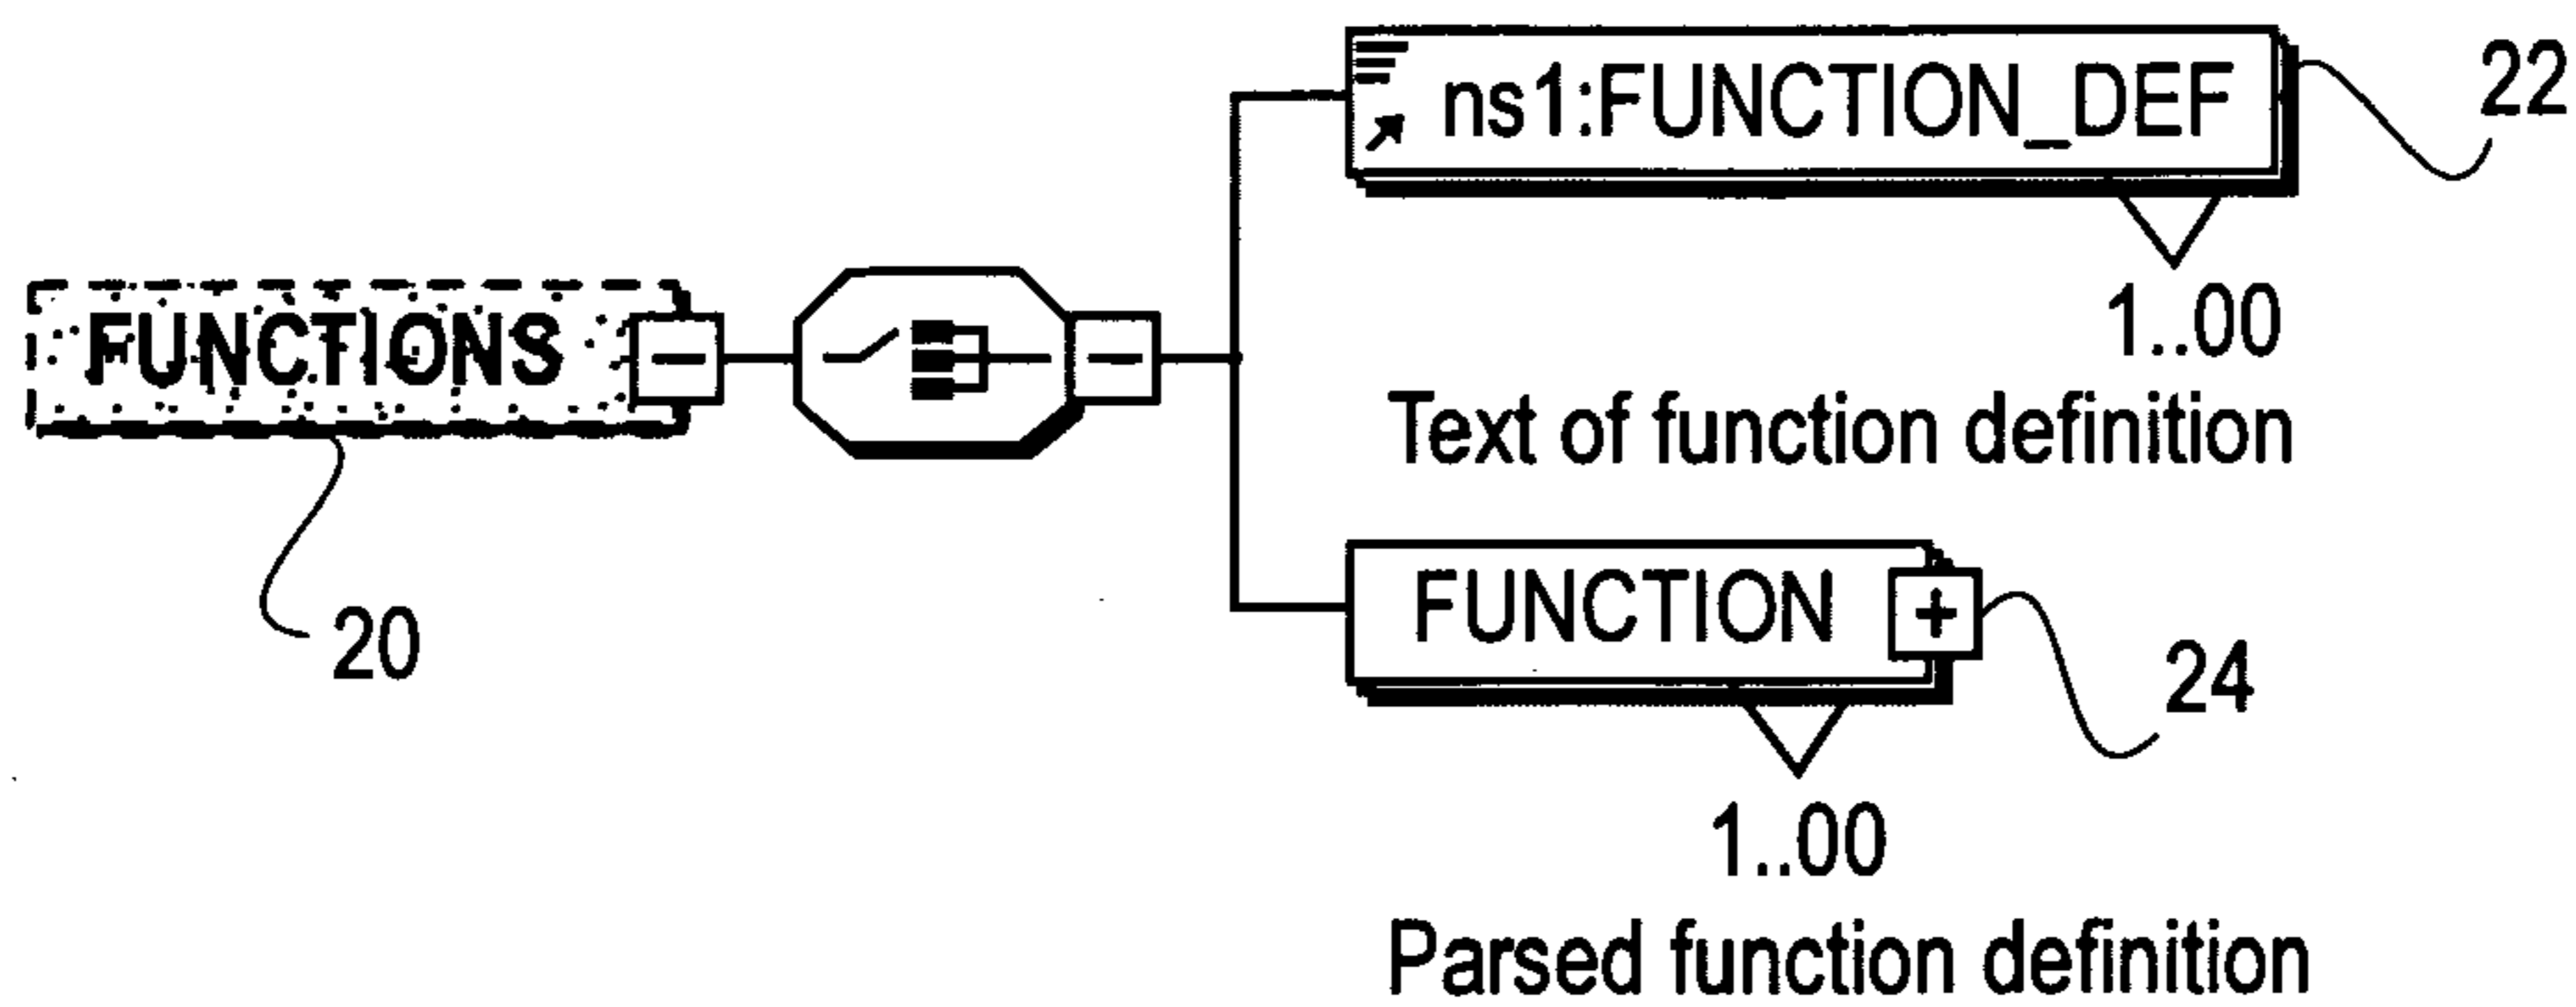 ns1:FUNCTION_DEF
22
1..00
Text of function definition
FUNCTIONS
20
FUNCTION
24
1..00
Parsed function definition